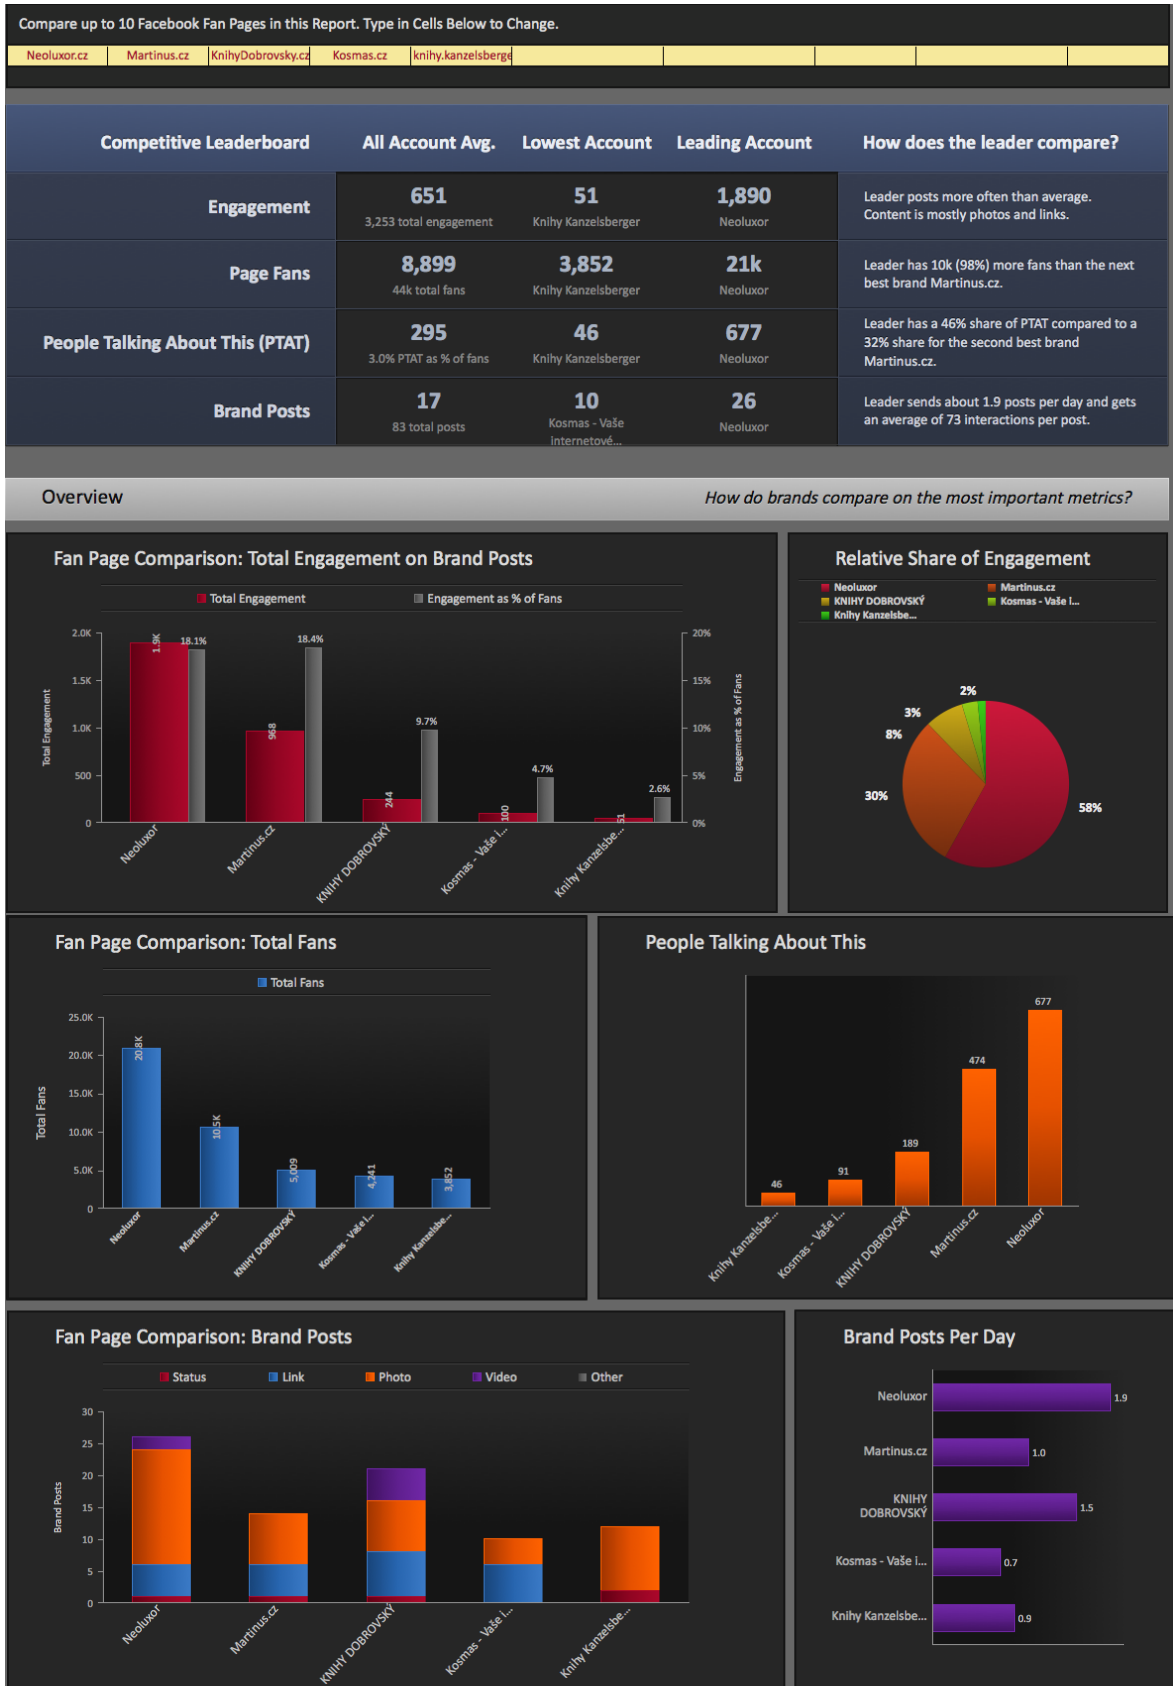 Compare up to 10 Facebook Fan Pages in this Report. Type in Cells Below to Change.
Neoluxor.cz Martinus.cz KnihyDobrovsky.cz Kosmas.cz knihy.kanzelsberge
Competitive Leaderboard All Account Avg. Lowest Account Leading Account How does the leader compare?
Engagement
651
3,253 total engagement
51
Knihy Kanzelsberger
1,890
Neoluxor
Leader posts more often than average.
Content is mostly photos and links.
Page Fans
8,899
44k total fans
3,852
Knihy Kanzelsberger
21k
Neoluxor
Leader has 10k (98%) more fans than the next
best brand Martinus.cz.
People Talking About This (PTAT)
295
3.0% PTAT as % of fans
46
Knihy Kanzelsberger
677
Neoluxor
Leader has a 46% share of PTAT compared to a
32% share for the second best brand
Martinus.cz.
Brand Posts
17
83 total posts
10
Kosmas - Vaše
internetové...
26
Neoluxor
Leader sends about 1.9 posts per day and gets
an average of 73 interactions per post.
Overview
How do brands compare on the most important metrics?
Fan Page Comparison: Total Engagement on Brand Posts
Total Engagement Engagement as % of Fans
2.0K
1.5K
1.0K
500
0
Total Engagement
20%
15%
10%
5%
0%
Engagement as % of Fans
1.9K 18.1%
968 18.4%
244 9.7%
100 4.7%
51 2.6%
Neoluxor
Martinus.cz
KNIHY DOBROVSKÝ
Kosmas - Vaše i...
Knihy Kanzelsbe...
Relative Share of Engagement
Neoluxor Martinus.cz
KNIHY DOBROVSKÝ Kosmas - Vaše i...
Knihy Kanzelsbe...
2%
3%
8%
30%
58%
Fan Page Comparison: Total Fans
Total Fans
25.0K
20.0K
15.0K
10.0K
5.0K
0
Total Fans
20.8K
10.5K
5,009
4,241
3,852
Neoluxor
Martinus.cz
KNIHY DOBROVSKÝ
Kosmas - Vaše i...
Knihy Kanzelsbe...
People Talking About This
46
91
189
474
677
Knihy Kanzelsbe...
Kosmas - Vaše i...
KNIHY DOBROVSKÝ
Martinus.cz
Neoluxor
Fan Page Comparison: Brand Posts
Status Link Photo Video Other
30
25
20
15
10
5
0
Brand Posts
Neoluxor
Martinus.cz
KNIHY DOBROVSKÝ
Kosmas - Vaše i...
Knihy Kanzelsbe...
Brand Posts Per Day
Neoluxor 1.9
Martinus.cz 1.0
KNIHY
DOBROVSKÝ 1.5
Kosmas - Vaše i... 0.7
Knihy Kanzelsbe... 0.9